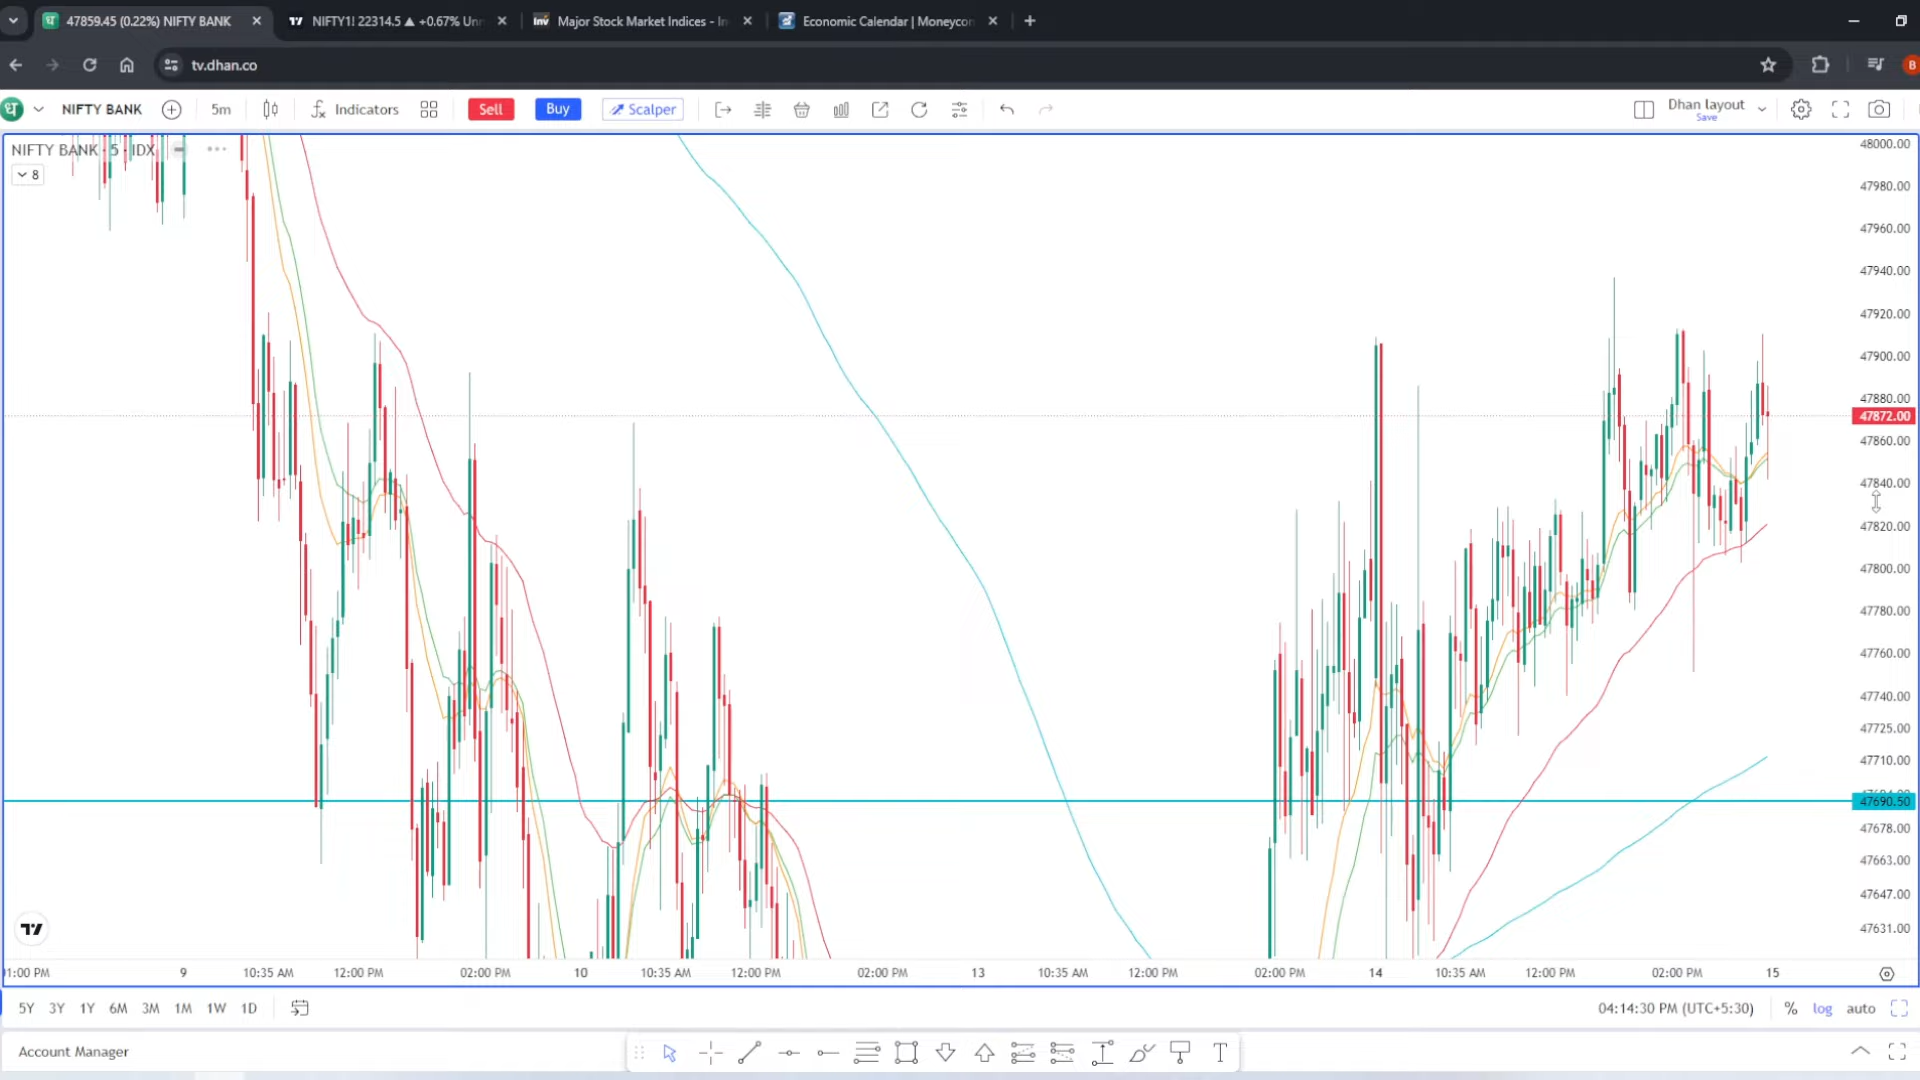 47859.45 (0.22%) NIFTY BANK
NIFTY1! 22314.5 ▲ +0.67% Un
Major Stock Market Indices - In
Economic Calendar | Moneycon
tv.dhan.co
B
NIFTY BANK
5m
Indicators
Sell
Buy
Scalper
Dhan layout
Save
NIFTY BANK · 5 · IDX
8
48000.00
47980.00
47960.00
47940.00
47920.00
47900.00
47880.00
47872.00
47860.00
47840.00
47820.00
47800.00
47780.00
47760.00
47740.00
47725.00
47710.00
47690.50
47678.00
47663.00
47647.00
47631.00
01:00 PM
9
10:35 AM
12:00 PM
02:00 PM
10
10:35 AM
12:00 PM
02:00 PM
13
10:35 AM
12:00 PM
02:00 PM
14
10:35 AM
12:00 PM
02:00 PM
15
5Y 3Y 1Y 6M 3M 1M 1W 1D
04:14:30 PM (UTC+5:30)
% log auto
Account Manager
T